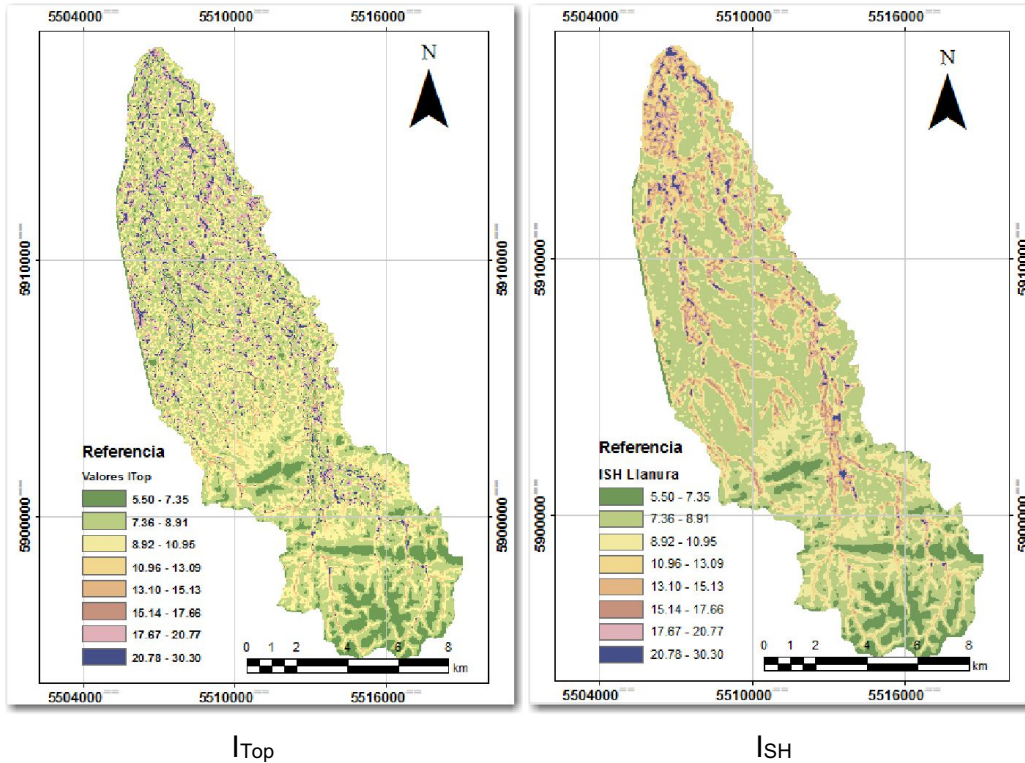 5504000 5510000 5516000
N
5910000 5910000
Referencia
Valores ITop
5.50 - 7.35
7.36 - 8.91
8.92 - 10.95
10.96 - 13.09
13.10 - 15.13
15.14 - 17.66
17.67 - 20.77
20.78 - 30.30
5900000 5900000
0 1 2 4 6 8
km
5504000 5510000 5516000
ITop
5504000 5510000 5516000
N
5910000 5910000
Referencia
ISH Llanura
5.50 - 7.35
7.36 - 8.91
8.92 - 10.95
10.96 - 13.09
13.10 - 15.13
15.14 - 17.66
17.67 - 20.77
20.78 - 30.30
5900000 5900000
0 1 2 4 6 8
km
5504000 5510000 5516000
ISH